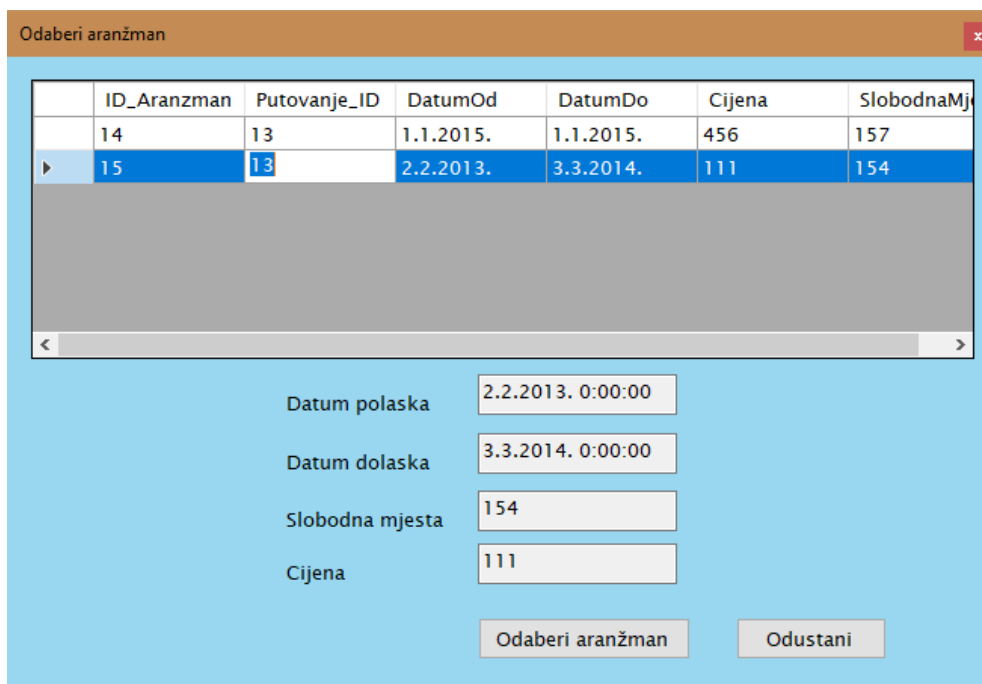 Odaberi aranžman x
ID_Aranzman Putovanje_ID DatumOd DatumDo Cijena SlobodnaMj
14 13 1.1.2015. 1.1.2015. 456 157
15 13 2.2.2013. 3.3.2014. 111 154
Datum polaska 2.2.2013. 0:00:00
Datum dolaska 3.3.2014. 0:00:00
Slobodna mjesta 154
Cijena 111
Odaberi aranžman Odustani